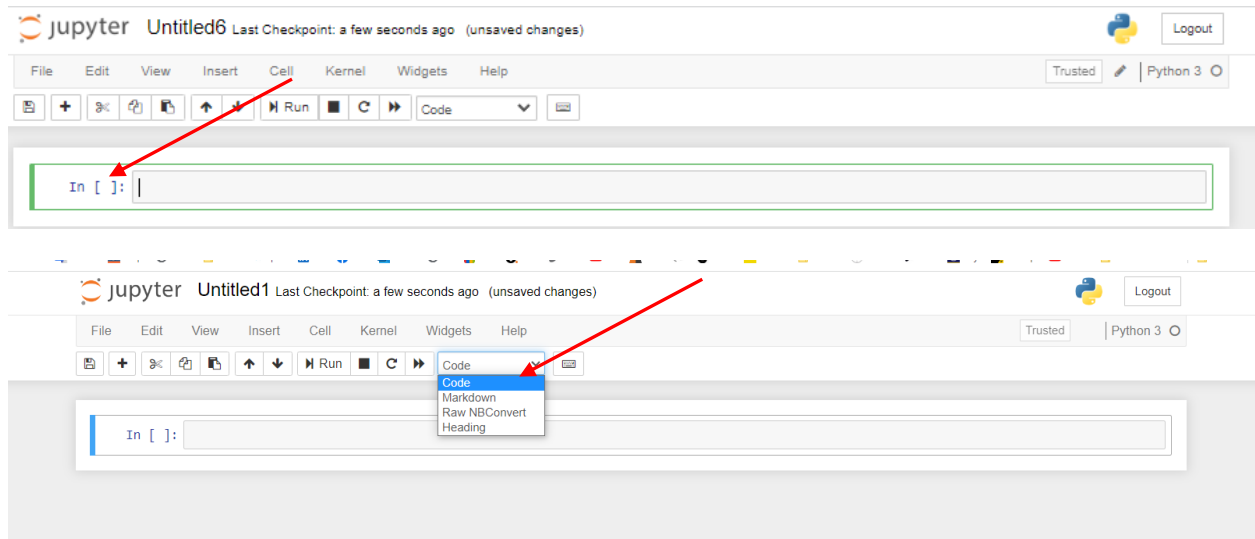 jupyter Untitled6 Last Checkpoint: a few seconds ago (unsaved changes) Logout
File Edit View Insert Cell Kernel Widgets Help Trusted Python 3
Run Code
In [ ]:
jupyter Untitled1 Last Checkpoint: a few seconds ago (unsaved changes) Logout
File Edit View Insert Cell Kernel Widgets Help Trusted Python 3
Run Code
Code
Markdown
Raw NBConvert
Heading
In [ ]: